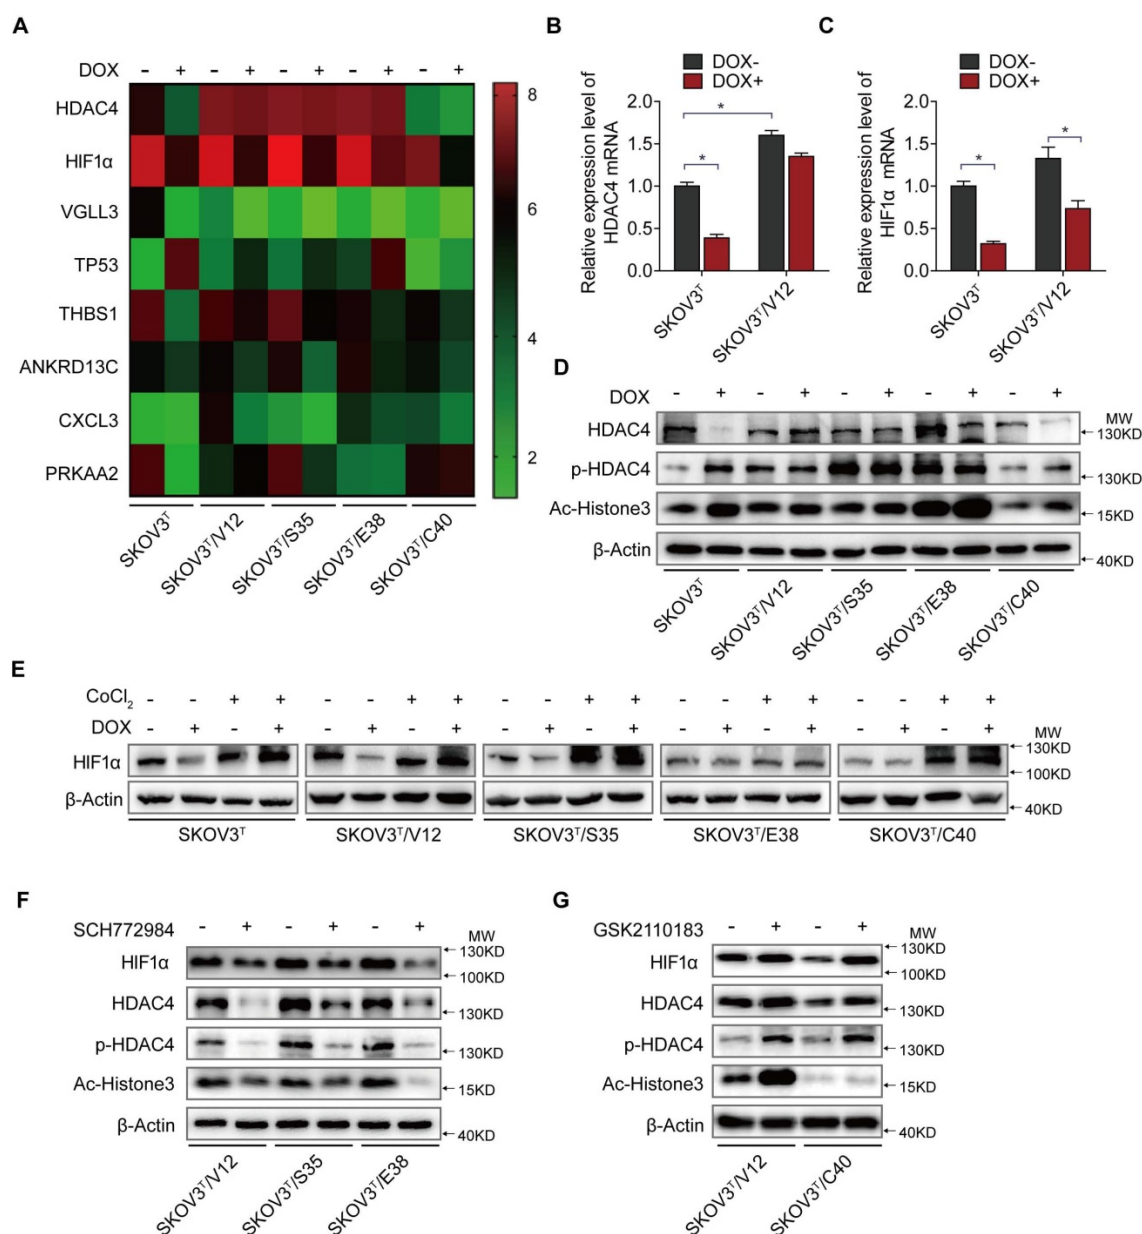 A
DOX - + - + - + - + - +
HDAC4
HIF1α
VGLL3
TP53
THBS1
ANKRD13C
CXCL3
PRKAA2
8
6
4
2
SKOV3ᵀ
SKOV3ᵀ/V12
SKOV3ᵀ/S35
SKOV3ᵀ/E38
SKOV3ᵀ/C40
B
DOX-
DOX+
Relative expression level of
HDAC4 mRNA
2.0
1.5
1.0
0.5
0.0
*
*
SKOV3ᵀ
SKOV3ᵀ/V12
C
DOX-
DOX+
Relative expression level of
HIF1α mRNA
2.0
1.5
1.0
0.5
0.0
*
*
SKOV3ᵀ
SKOV3ᵀ/V12
D
DOX - + - + - + - + - +
MW
HDAC4 ←130KD
p-HDAC4 ←130KD
Ac-Histone3 ←15KD
β-Actin ←40KD
SKOV3ᵀ
SKOV3ᵀ/V12
SKOV3ᵀ/S35
SKOV3ᵀ/E38
SKOV3ᵀ/C40
E
CoCl₂ - - + + - - + + - - + + - - + + - - + +
DOX - + - + - + - + - + - + - + - + - + - +
MW
←130KD
HIF1α
←100KD
β-Actin
←40KD
SKOV3ᵀ SKOV3ᵀ/V12 SKOV3ᵀ/S35 SKOV3ᵀ/E38 SKOV3ᵀ/C40
F
SCH772984 - + - + - +
MW
←130KD
HIF1α
←100KD
HDAC4
←130KD
p-HDAC4
←130KD
Ac-Histone3
←15KD
β-Actin
←40KD
SKOV3ᵀ/V12
SKOV3ᵀ/S35
SKOV3ᵀ/E38
G
GSK2110183 - + - +
MW
←130KD
HIF1α
←100KD
HDAC4
←130KD
p-HDAC4
←130KD
Ac-Histone3
←15KD
β-Actin
←40KD
SKOV3ᵀ/V12
SKOV3ᵀ/C40